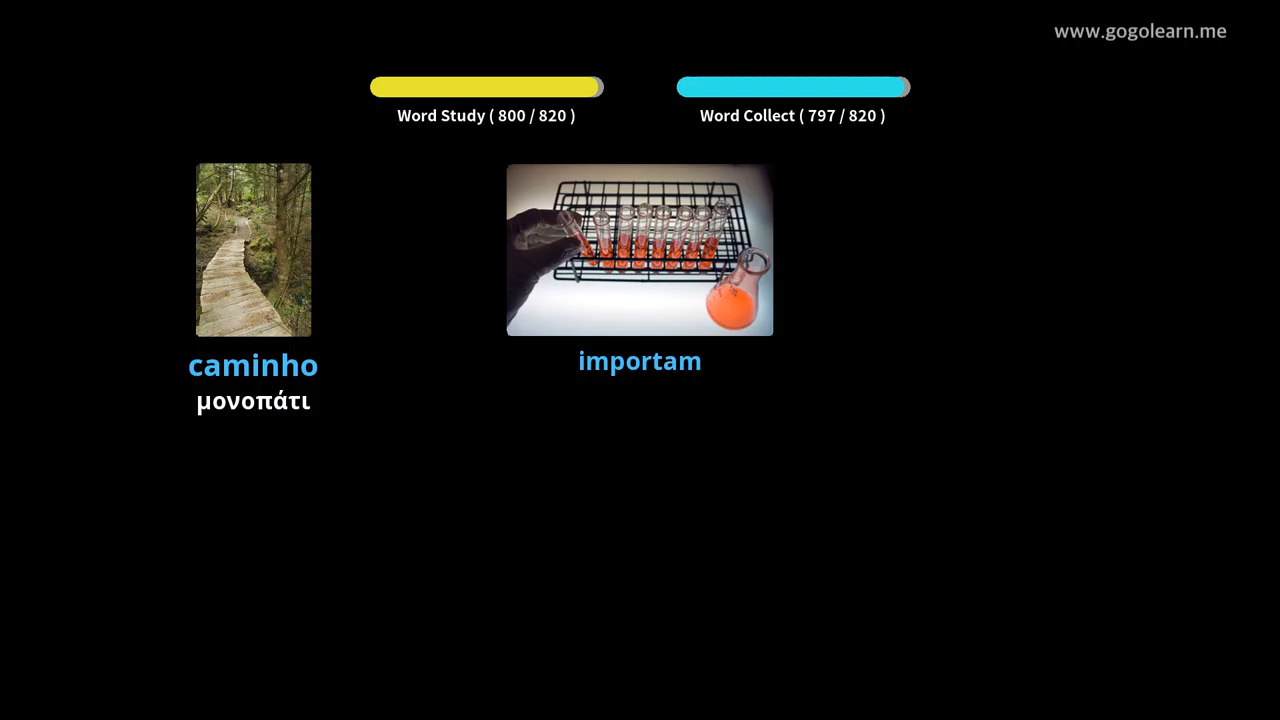 www.gogolearn.me
Word Study ( 800 / 820 )
Word Collect ( 797 / 820 )
caminho
μονοπάτι
importam